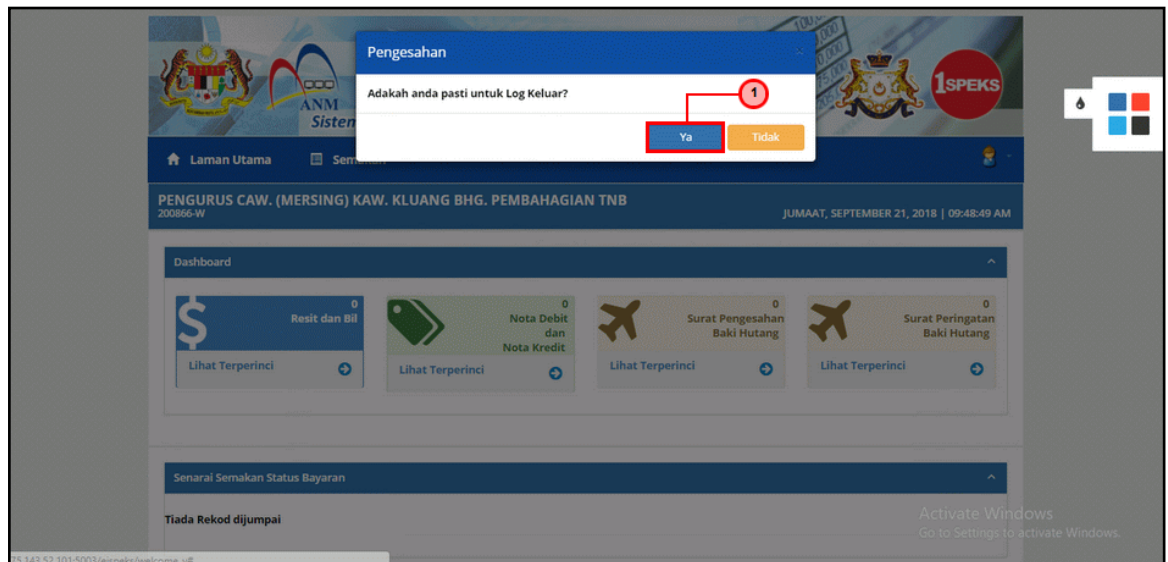 Pengesahan
×
Adakah anda pasti untuk Log Keluar?
1
Ya
Tidak
ANM
Sistem
1SPEKS
Laman Utama
PENGURUS CAW. (MERSING) KAW. KLUANG BHG. PEMBAHAGIAN TNB
200866-W
JUMAAT, SEPTEMBER 21, 2018 | 09:48:49 AM
Dashboard
0
Resit dan Bil
Lihat Terperinci
0
Nota Debit
dan
Nota Kredit
Lihat Terperinci
0
Surat Pengesahan
Baki Hutang
Lihat Terperinci
0
Surat Peringatan
Baki Hutang
Lihat Terperinci
Senarai Semakan Status Bayaran
Tiada Rekod dijumpai
Activate Windows
Go to Settings to activate Windows.